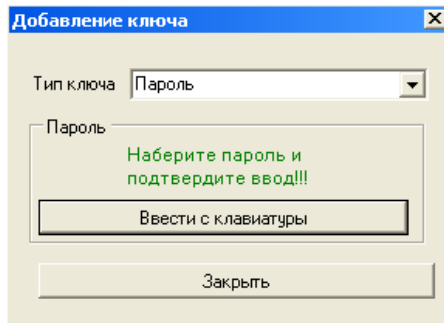 Добавление ключа
Тип ключа Пароль
Пароль
Наберите пароль и
подтвердите ввод!!!
Ввести с клавиатуры
Закрыть